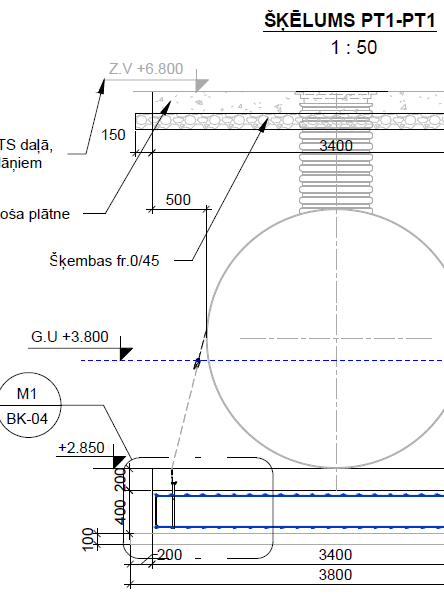 ŠĶĒLUMS PT1-PT1
1 : 50
Z.V +6.800
TS daļā,
150
3400
oša plātne
500
Šķembas fr.0/45
G.U +3.800
M1
BK-04
+2.850
200
400
100
200
3400
3800